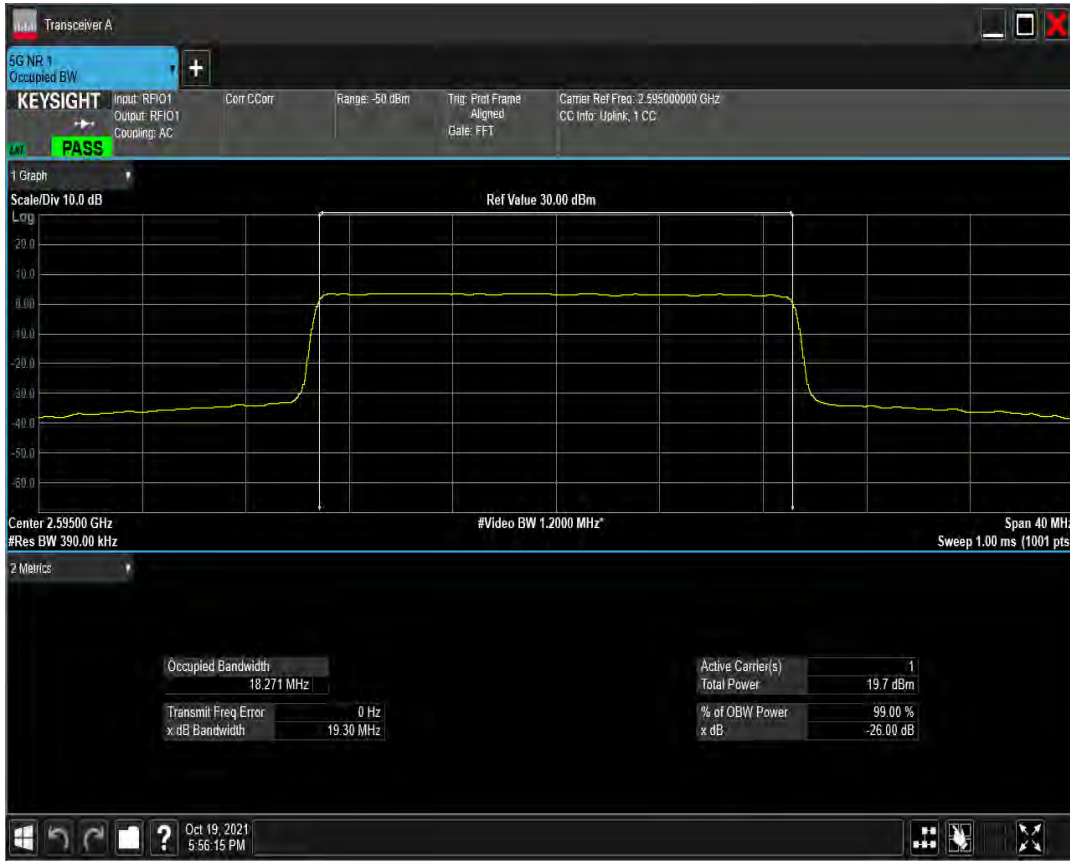 Transceiver A
5G NR 1
Occupied BW
+
KEYSIGHT
PASS
Input: RFIO1
Output: RFIO1
Coupling: AC
Corr CCorr
Range: -50 dBm
Trig: Prot Frame
Aligned
Gate: FFT
Carrier Ref Freq: 2.595000000 GHz
CC Info: Uplink, 1 CC
1 Graph
Scale/Div 10.0 dB
Ref Value 30.00 dBm
Log
20.0
10.0
0.00
-10.0
-20.0
-30.0
-40.0
-50.0
-60.0
Center 2.59500 GHz
#Video BW 1.2000 MHz*
Span 40 MHz
#Res BW 390.00 kHz
Sweep 1.00 ms (1001 pts
2 Metrics
Occupied Bandwidth
18.271 MHz
Transmit Freq Error 0 Hz
x dB Bandwidth 19.30 MHz
Active Carrier(s) 1
Total Power 19.7 dBm
% of OBW Power 99.00 %
x dB -26.00 dB
?
Oct 19, 2021
5:56:15 PM